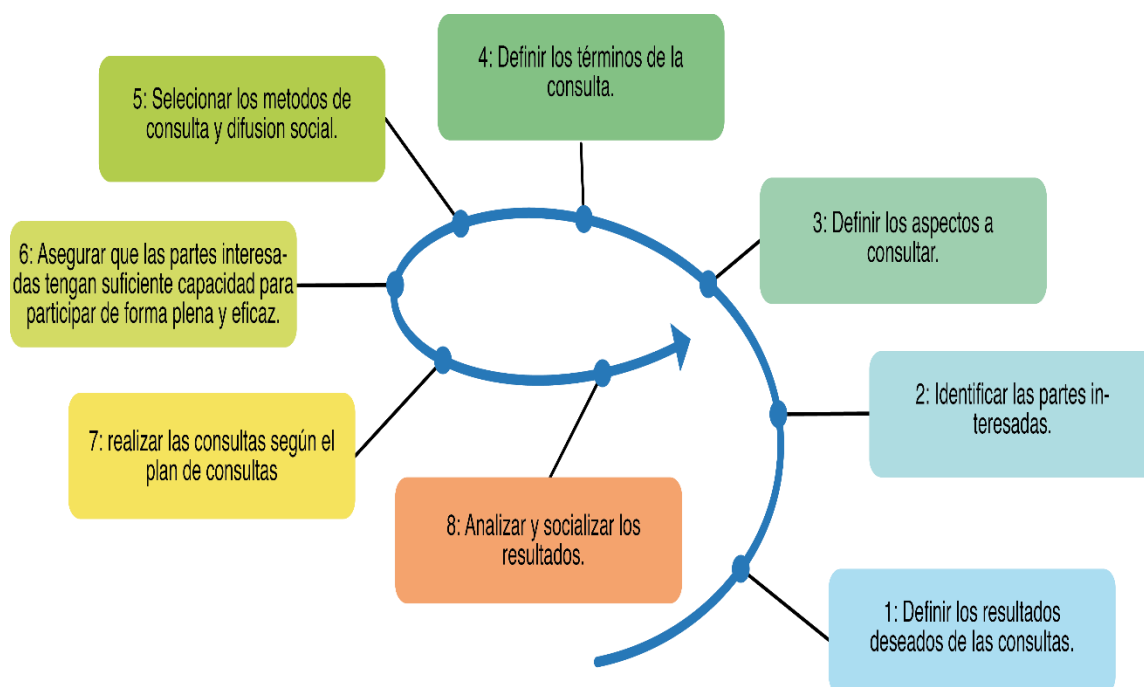 4: Definir los términos de la
consulta.
5: Selecionar los metodos de
consulta y difusion social.
3: Definir los aspectos a
consultar.
6: Asegurar que las partes interesa-
das tengan suficiente capacidad para
participar de forma plena y eficaz.
2: Identificar las partes in-
teresadas.
7: realizar las consultas según el
plan de consultas
8: Analizar y socializar los
resultados.
1: Definir los resultados
deseados de las consultas.